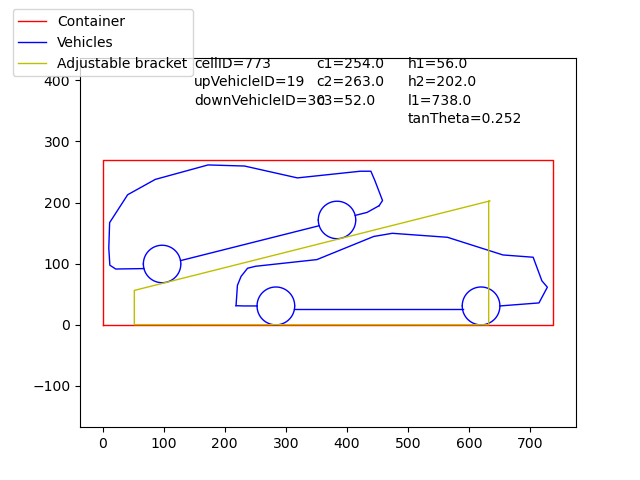 Container
Vehicles
Adjustable bracket
cellID=773 c1=254.0 h1=56.0
upVehicleID=19 c2=263.0 h2=202.0
downVehicleID=30 c3=52.0 l1=738.0
tanTheta=0.252
400
300
200
100
0
−100
0 100 200 300 400 500 600 700